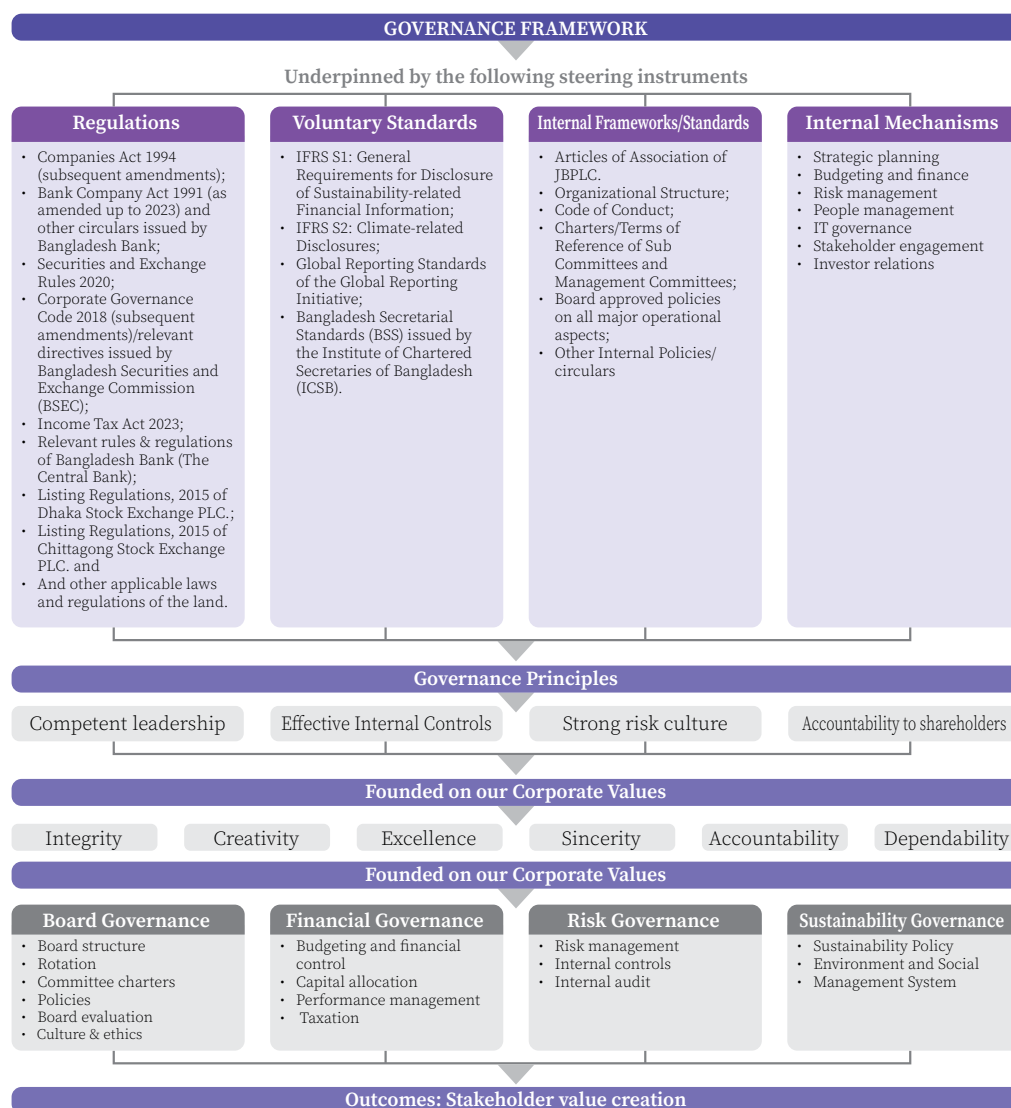 GOVERNANCE FRAMEWORK
Underpinned by the following steering instruments
Regulations
• Companies Act 1994
(subsequent amendments);
• Bank Company Act 1991 (as
amended up to 2023) and
other circulars issued by
Bangladesh Bank;
• Securities and Exchange
Rules 2020;
• Corporate Governance
Code 2018 (subsequent
amendments)/relevant
directives issued by
Bangladesh Securities and
Exchange Commission
(BSEC);
• Income Tax Act 2023;
• Relevant rules & regulations
of Bangladesh Bank (The
Central Bank);
• Listing Regulations, 2015 of
Dhaka Stock Exchange PLC.;
• Listing Regulations, 2015 of
Chittagong Stock Exchange
PLC. and
• And other applicable laws
and regulations of the land.
Voluntary Standards
• IFRS S1: General
Requirements for Disclosure
of Sustainability-related
Financial Information;
• IFRS S2: Climate-related
Disclosures;
• Global Reporting Standards
of the Global Reporting
Initiative;
• Bangladesh Secretarial
Standards (BSS) issued by
the Institute of Chartered
Secretaries of Bangladesh
(ICSB).
Internal Frameworks/Standards
• Articles of Association of
JBPLC.
• Organizational Structure;
• Code of Conduct;
• Charters/Terms of
Reference of Sub
Committees and
Management Committees;
• Board approved policies
on all major operational
aspects;
• Other Internal Policies/
circulars
Internal Mechanisms
• Strategic planning
• Budgeting and finance
• Risk management
• People management
• IT governance
• Stakeholder engagement
• Investor relations
Governance Principles
Competent leadership
Effective Internal Controls
Strong risk culture
Accountability to shareholders
Founded on our Corporate Values
Integrity
Creativity
Excellence
Sincerity
Accountability
Dependability
Founded on our Corporate Values
Board Governance
• Board structure
• Rotation
• Committee charters
• Policies
• Board evaluation
• Culture & ethics
Financial Governance
• Budgeting and financial
control
• Capital allocation
• Performance management
• Taxation
Risk Governance
• Risk management
• Internal controls
• Internal audit
Sustainability Governance
• Sustainability Policy
• Environment and Social
• Management System
Outcomes: Stakeholder value creation